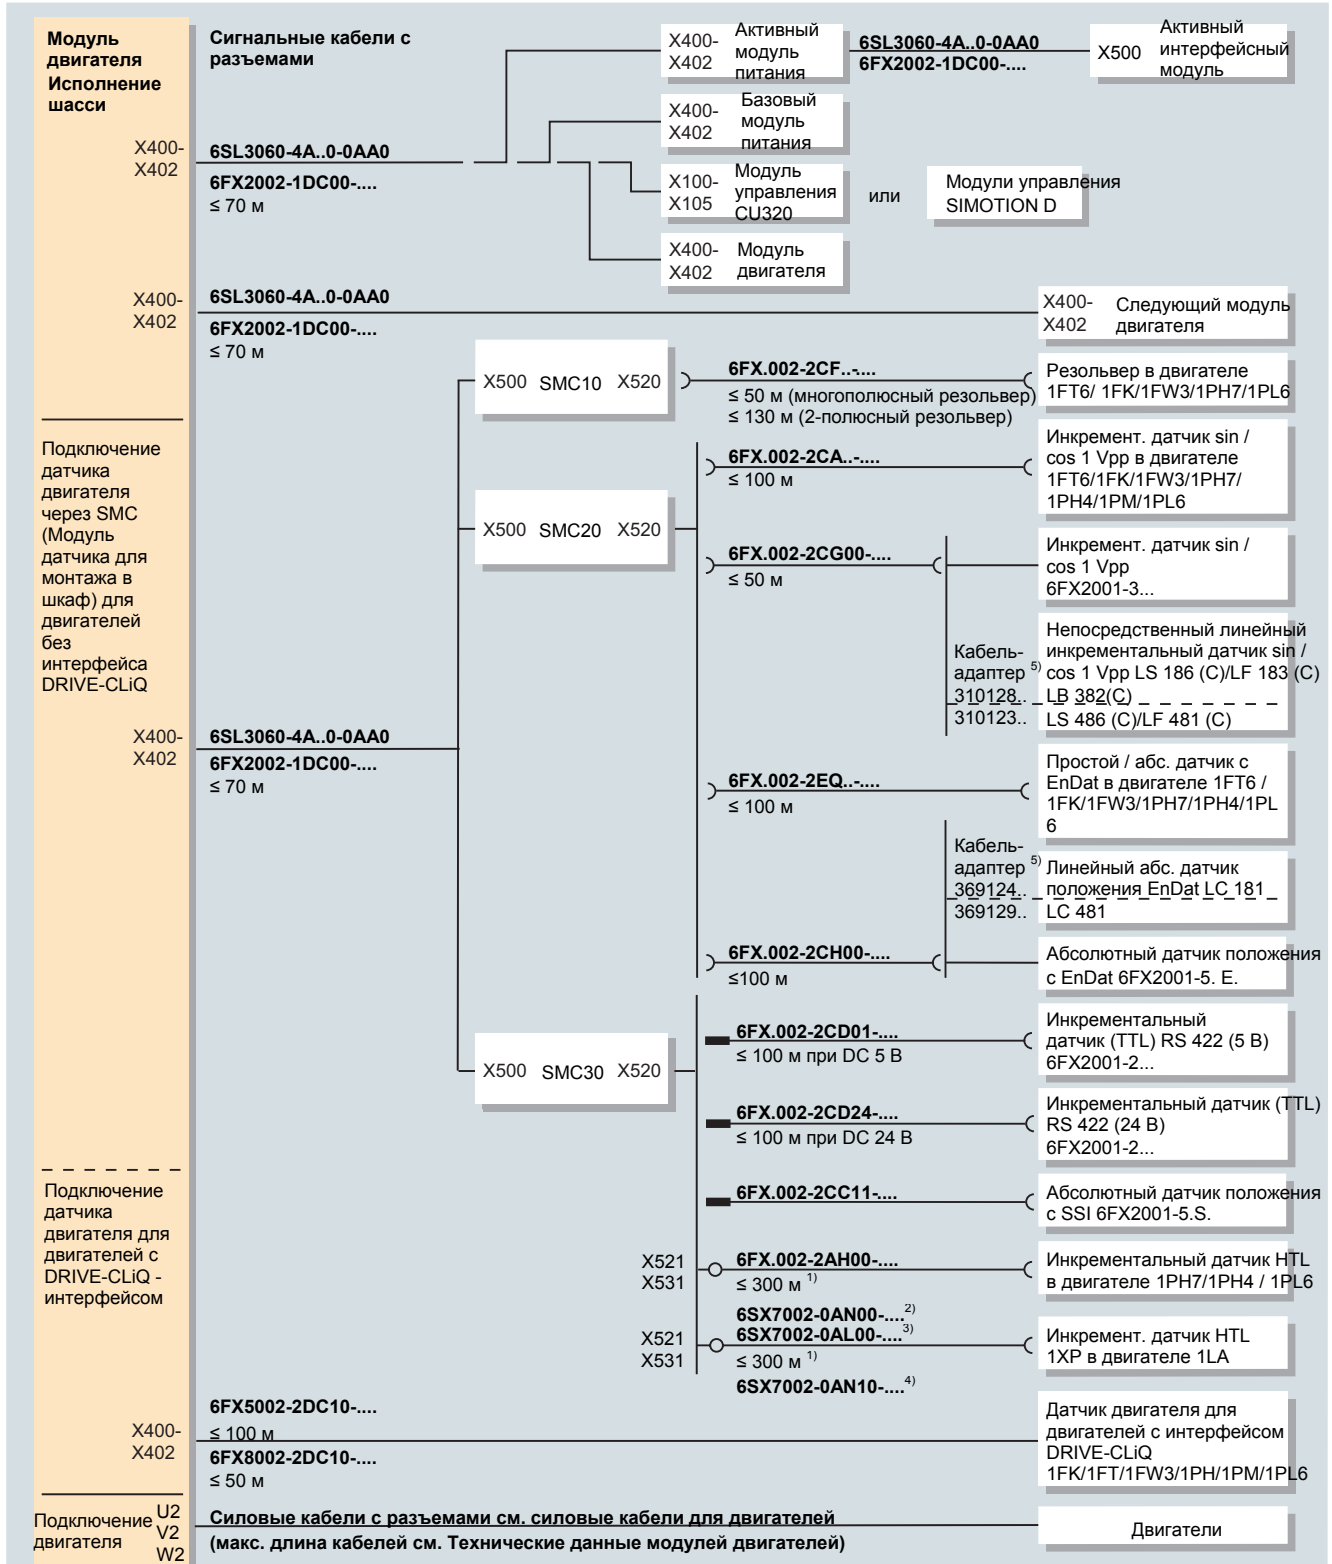 Модуль
двигателя
Исполнение
шасси
Сигнальные кабели с
разъемами
X400-
X402
Активный
модуль
питания
6SL3060-4A..0-0AA0
6FX2002-1DC00-....
X500
Активный
интерфейсный
модуль
X400-
X402
Базовый
модуль
питания
X400-
X402
6SL3060-4A..0-0AA0
6FX2002-1DC00-....
≤ 70 м
X100-
X105
Модуль
управления
CU320
или
Модули управления
SIMOTION D
X400-
X402
Модуль
двигателя
X400-
X402
6SL3060-4A..0-0AA0
6FX2002-1DC00-....
≤ 70 м
X400-
X402
Следующий модуль
двигателя
X500 SMC10 X520
6FX.002-2CF..-....
≤ 50 м (многополюсный резольвер)
≤ 130 м (2-полюсный резольвер)
Резольвер в двигателе
1FT6/ 1FK/1FW3/1PH7/1PL6
Подключение
датчика
двигателя
через SMC
(Модуль
датчика для
монтажа в
шкаф) для
двигателей
без
интерфейса
DRIVE-CLiQ
6FX.002-2CA..-....
≤ 100 м
Инкремент. датчик sin /
cos 1 Vpp в двигателе
1FT6/1FK/1FW3/1PH7/
1PH4/1PM/1PL6
X500 SMC20 X520
6FX.002-2CG00-....
≤ 50 м
Инкремент. датчик sin /
cos 1 Vpp
6FX2001-3...
Кабель-
адаптер 5)
310128..
310123..
Непосредственный линейный
инкрементальный датчик sin /
cos 1 Vpp LS 186 (C)/LF 183 (C)
LB 382(C)
LS 486 (C)/LF 481 (C)
X400-
X402
6SL3060-4A..0-0AA0
6FX2002-1DC00-....
≤ 70 м
6FX.002-2EQ..-....
≤ 100 м
Простой / абс. датчик с
EnDat в двигателе 1FT6 /
1FK/1FW3/1PH7/1PH4/1PL
6
Кабель-
адаптер 5)
369124..
369129..
Линейный абс. датчик
положения EnDat LC 181
LC 481
6FX.002-2CH00-....
≤100 м
Абсолютный датчик положения
с EnDat 6FX2001-5. E.
X500 SMC30 X520
6FX.002-2CD01-....
≤ 100 м при DC 5 В
Инкрементальный
датчик (TTL) RS 422 (5 В)
6FX2001-2...
6FX.002-2CD24-....
≤ 100 м при DC 24 В
Инкрементальный датчик (TTL)
RS 422 (24 В)
6FX2001-2...
Подключение
датчика
двигателя для
двигателей с
DRIVE-CLiQ -
интерфейсом
6FX.002-2CC11-....
Абсолютный датчик положения
с SSI 6FX2001-5.S.
X521
X531
6FX.002-2AH00-....
≤ 300 м 1)
Инкрементальный датчик HTL
в двигателе 1PH7/1PH4 / 1PL6
X521
X531
6SX7002-0AN00-....2)
6SX7002-0AL00-....3)
≤ 300 м 1)
6SX7002-0AN10-....4)
Инкремент. датчик HTL
1XP в двигателе 1LA
X400-
X402
6FX5002-2DC10-....
≤ 100 м
6FX8002-2DC10-....
≤ 50 м
Датчик двигателя для
двигателей с интерфейсом
DRIVE-CLiQ
1FK/1FT/1FW3/1PH/1PM/1PL6
Подключение
двигателя
U2
V2
W2
Силовые кабели с разъемами см. силовые кабели для двигателей
(макс. длина кабелей см. Технические данные модулей двигателей)
Двигатели